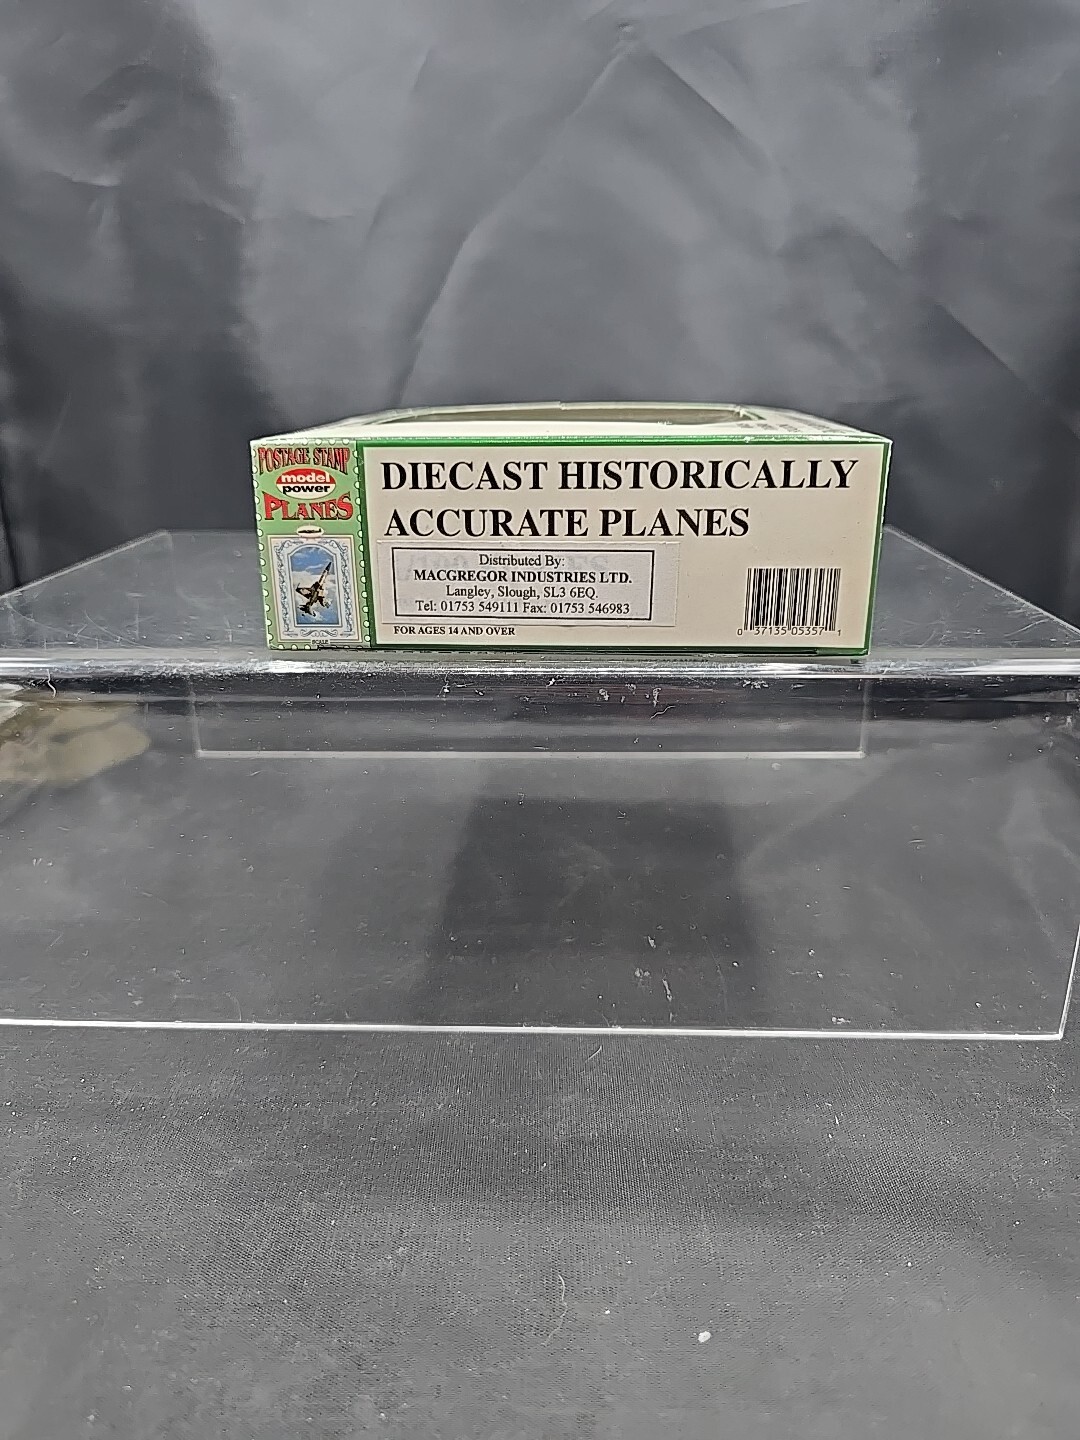 POSTAGE STAMP
model
power
PLANES
SCALE
DIECAST HISTORICALLY
ACCURATE PLANES
Distributed By:
MACGREGOR INDUSTRIES LTD.
Langley, Slough, SL3 6EQ.
Tel: 01753 549111 Fax: 01753 546983
FOR AGES 14 AND OVER
0 37135 05357 1